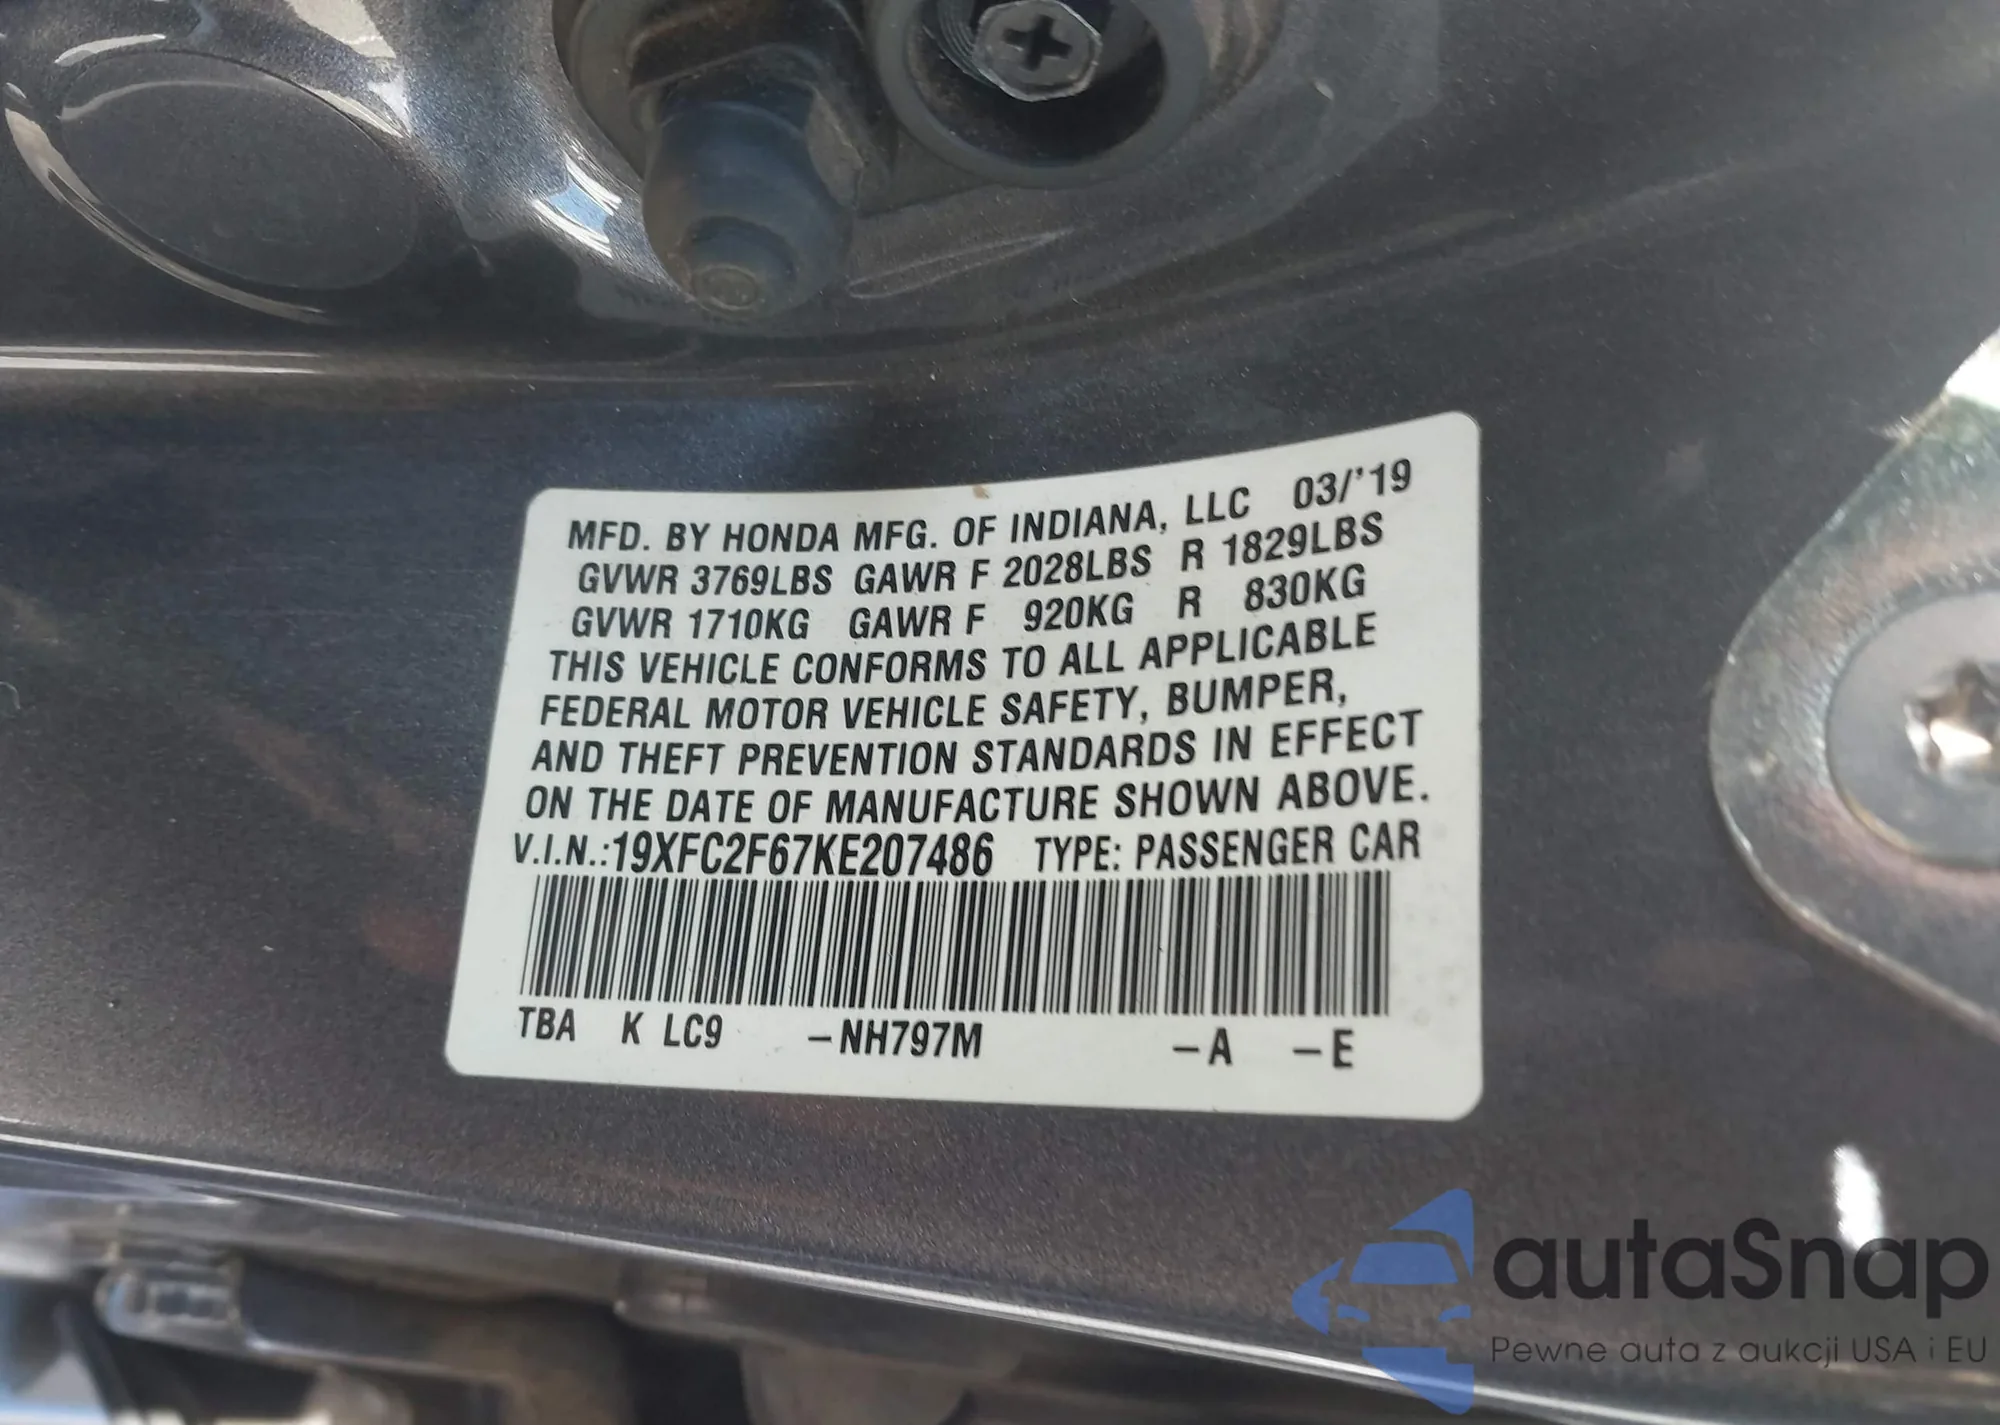 MFD. BY HONDA MFG. OF INDIANA, LLC 03/'19
GVWR 3769LBS GAWR F 2028LBS R 1829LBS
GVWR 1710KG GAWR F 920KG R 830KG
THIS VEHICLE CONFORMS TO ALL APPLICABLE
FEDERAL MOTOR VEHICLE SAFETY, BUMPER,
AND THEFT PREVENTION STANDARDS IN EFFECT
ON THE DATE OF MANUFACTURE SHOWN ABOVE.
V.I.N.:19XFC2F67KE207486 TYPE: PASSENGER CAR
TBA K LC9 –NH797M –A –E
autaSnap
Pewne auta z aukcji USA i EU